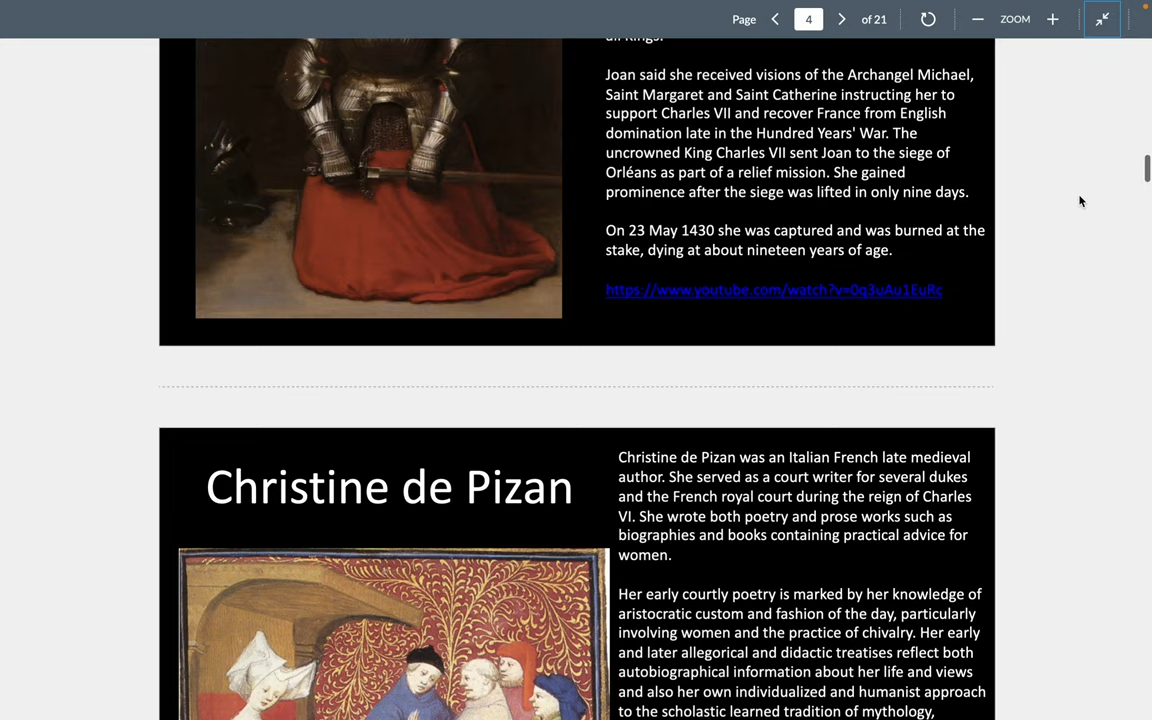 Page 4 of 21 ZOOM
Joan said she received visions of the Archangel Michael,
Saint Margaret and Saint Catherine instructing her to
support Charles VII and recover France from English
domination late in the Hundred Years' War. The
uncrowned King Charles VII sent Joan to the siege of
Orléans as part of a relief mission. She gained
prominence after the siege was lifted in only nine days.
On 23 May 1430 she was captured and was burned at the
stake, dying at about nineteen years of age.
https://www.youtube.com/watch?v=0q3uAu1EuRc
Christine de Pizan
Christine de Pizan was an Italian French late medieval
author. She served as a court writer for several dukes
and the French royal court during the reign of Charles
VI. She wrote both poetry and prose works such as
biographies and books containing practical advice for
women.
Her early courtly poetry is marked by her knowledge of
aristocratic custom and fashion of the day, particularly
involving women and the practice of chivalry. Her early
and later allegorical and didactic treatises reflect both
autobiographical information about her life and views
and also her own individualized and humanist approach
to the scholastic learned tradition of mythology,